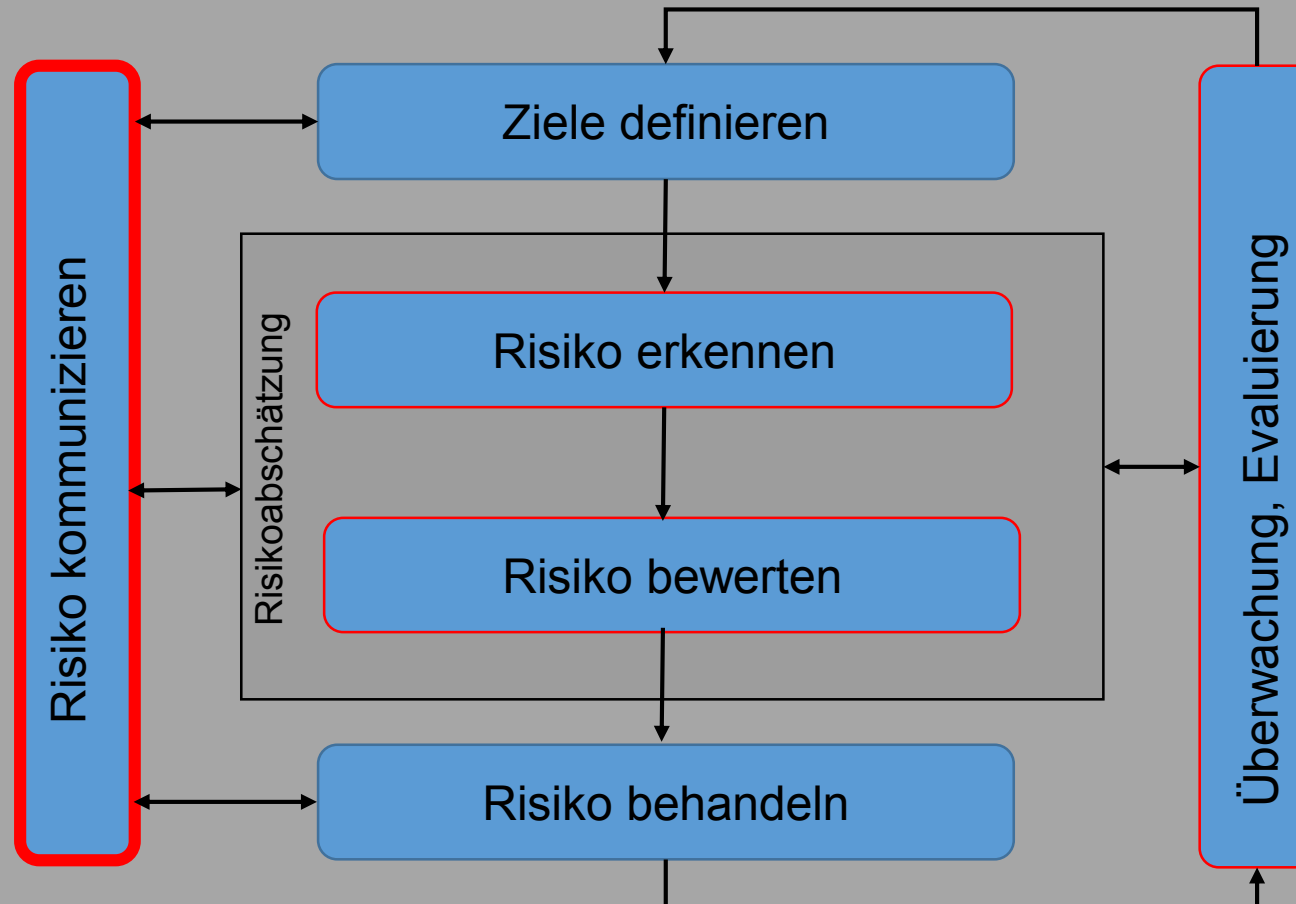 Ziele definieren
Risiko kommunizieren
Risikoabschätzung
Risiko erkennen
Risiko bewerten
Risiko behandeln
Überwachung, Evaluierung